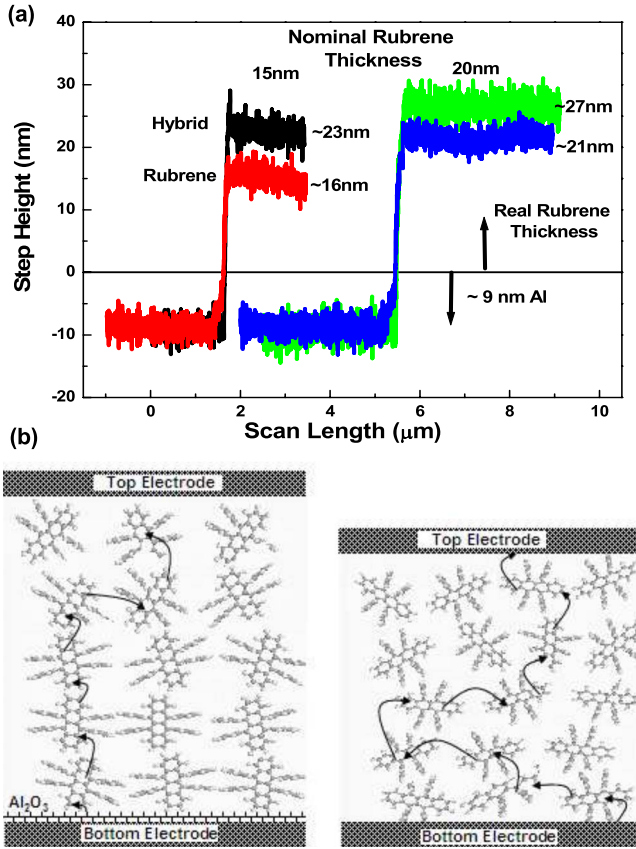 (a)
Nominal Rubrene
Thickness
15nm
20nm
Hybrid
~23nm
~27nm
Rubrene
~16nm
~21nm
Real Rubrene
Thickness
~ 9 nm Al
Step Height (nm)
40
30
20
10
0
-10
-20
0 2 4 6 8 10
Scan Length (μm)
(b)
Top Electrode
Top Electrode
Al2O3
Bottom Electrode
Bottom Electrode